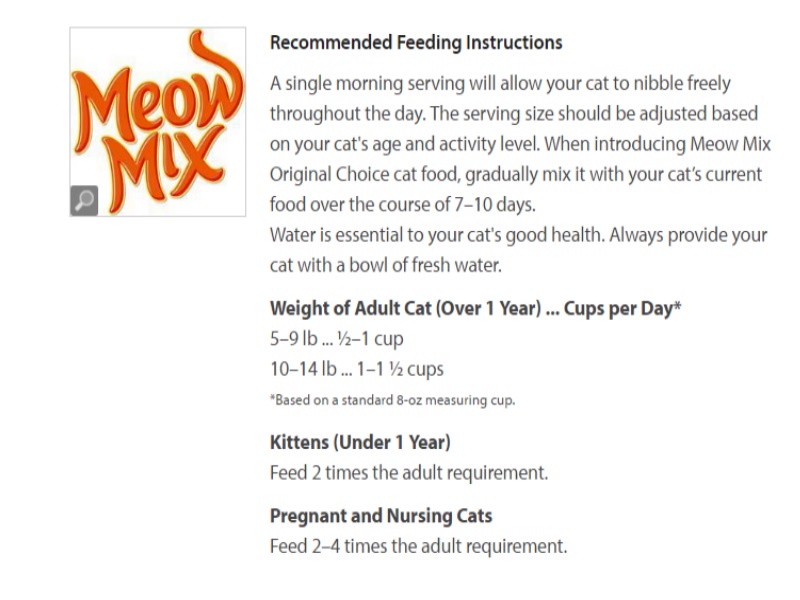 Meow
Mix
Recommended Feeding Instructions
A single morning serving will allow your cat to nibble freely
throughout the day. The serving size should be adjusted based
on your cat's age and activity level. When introducing Meow Mix
Original Choice cat food, gradually mix it with your cat's current
food over the course of 7–10 days.
Water is essential to your cat's good health. Always provide your
cat with a bowl of fresh water.
Weight of Adult Cat (Over 1 Year) ... Cups per Day*
5–9 lb ... ½–1 cup
10–14 lb ... 1–1 ½ cups
*Based on a standard 8-oz measuring cup.
Kittens (Under 1 Year)
Feed 2 times the adult requirement.
Pregnant and Nursing Cats
Feed 2–4 times the adult requirement.